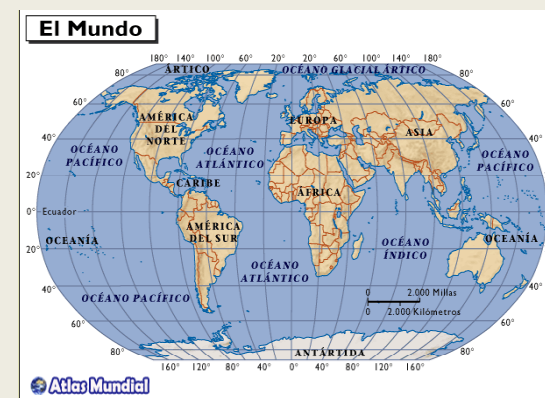 El Mundo
180° 140° 100° 60° 20° 20° 60° 100° 140° 180°
ÁRTICO
OCÉANO GLACIAL ÁRTICO
80° 80°
60° 60°
AMÉRICA
DEL
NORTE
EUROPA
ASIA
40° 40°
OCÉANO
PACÍFICO
OCÉANO
ATLÁNTICO
OCÉANO
PACÍFICO
20° 20°
CARIBE
ÁFRICA
0° Ecuador 0°
AMÉRICA
DEL SUR
OCEANÍA
OCEANÍA
OCÉANO
ÍNDICO
20° 20°
OCÉANO
ATLÁNTICO
40° 40°
OCÉANO PACÍFICO
0 2.000 Millas
0 2.000 Kilómetros
60° 60°
ANTÁRTIDA
80° 80°
160° 120° 80° 40° 0° 40° 80° 120° 160°
Atlas Mundial